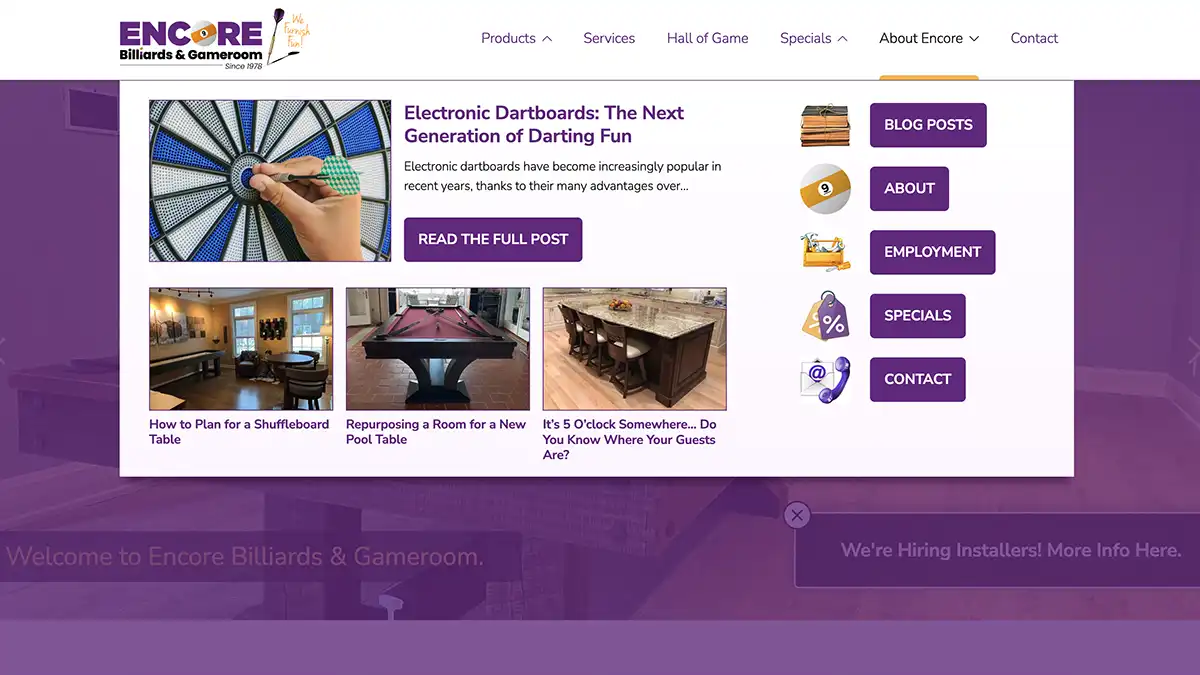 ENCORE
9
Billiards & Gameroom
Since 1978
We
Furnish
Fun!
Products
Services
Hall of Game
Specials
About Encore
Contact
Electronic Dartboards: The Next
Generation of Darting Fun
Electronic dartboards have become increasingly popular in
recent years, thanks to their many advantages over...
READ THE FULL POST
How to Plan for a Shuffleboard
Table
Repurposing a Room for a New
Pool Table
It's 5 O'clock Somewhere... Do
You Know Where Your Guests
Are?
BLOG POSTS
9
ABOUT
EMPLOYMENT
%
SPECIALS
@
CONTACT
Welcome to Encore Billiards & Gameroom.
We're Hiring Installers! More Info Here.